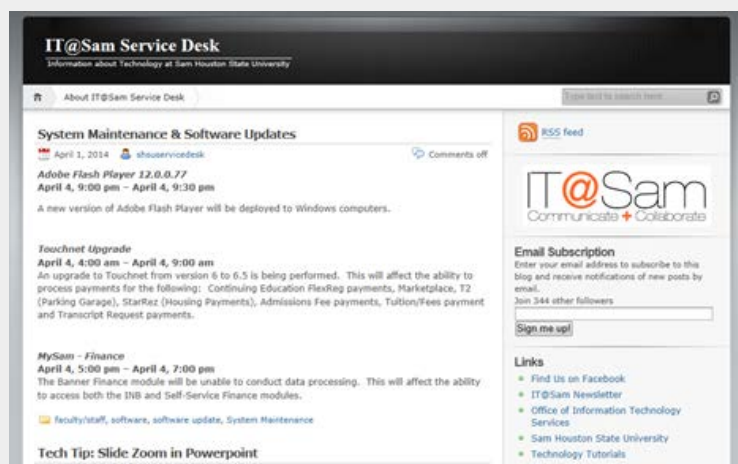 IT@Sam Service Desk
Information about Technology at Sam Houston State University
About IT@Sam Service Desk
Type text to search here...
System Maintenance & Software Updates
April 1, 2014 shsuservicedesk Comments off
Adobe Flash Player 12.0.0.77
April 4, 9:00 pm – April 4, 9:30 pm
A new version of Adobe Flash Player will be deployed to Windows computers.
Touchnet Upgrade
April 4, 4:00 am – April 4, 9:00 am
An upgrade to Touchnet from version 6 to 6.5 is being performed. This will affect the ability
to process payments for the following: Continuing Education FlexReg payments, Marketplace, T2
(Parking Garage), StarRez (Housing Payments), Admissions Fee payments, Tuition/Fees payment
and Transcript Request payments.
MySam - Finance
April 4, 5:00 pm – April 4, 7:00 pm
The Banner Finance module will be unable to conduct data processing. This will affect the ability
to access both the INB and Self-Service Finance modules.
faculty/staff, software, software update, System Maintenance
Tech Tip: Slide Zoom in Powerpoint
RSS feed
IT@Sam
Communicate + Collaborate
Email Subscription
Enter your email address to subscribe to this
blog and receive notifications of new posts by
email.
Join 344 other followers
Sign me up!
Links
Find Us on Facebook
IT@Sam Newsletter
Office of Information Technology
Services
Sam Houston State University
Technology Tutorials